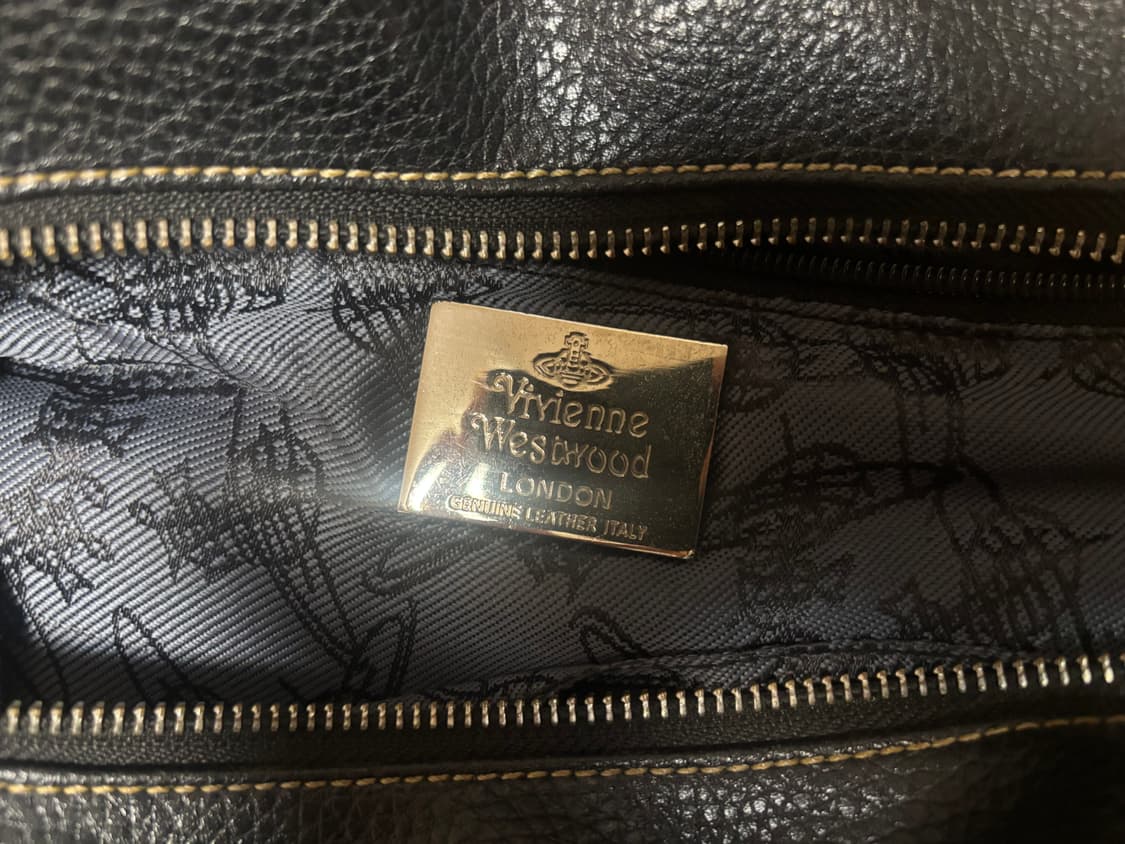 Vivienne
Westwood
LONDON
GENUINE LEATHER ITALY